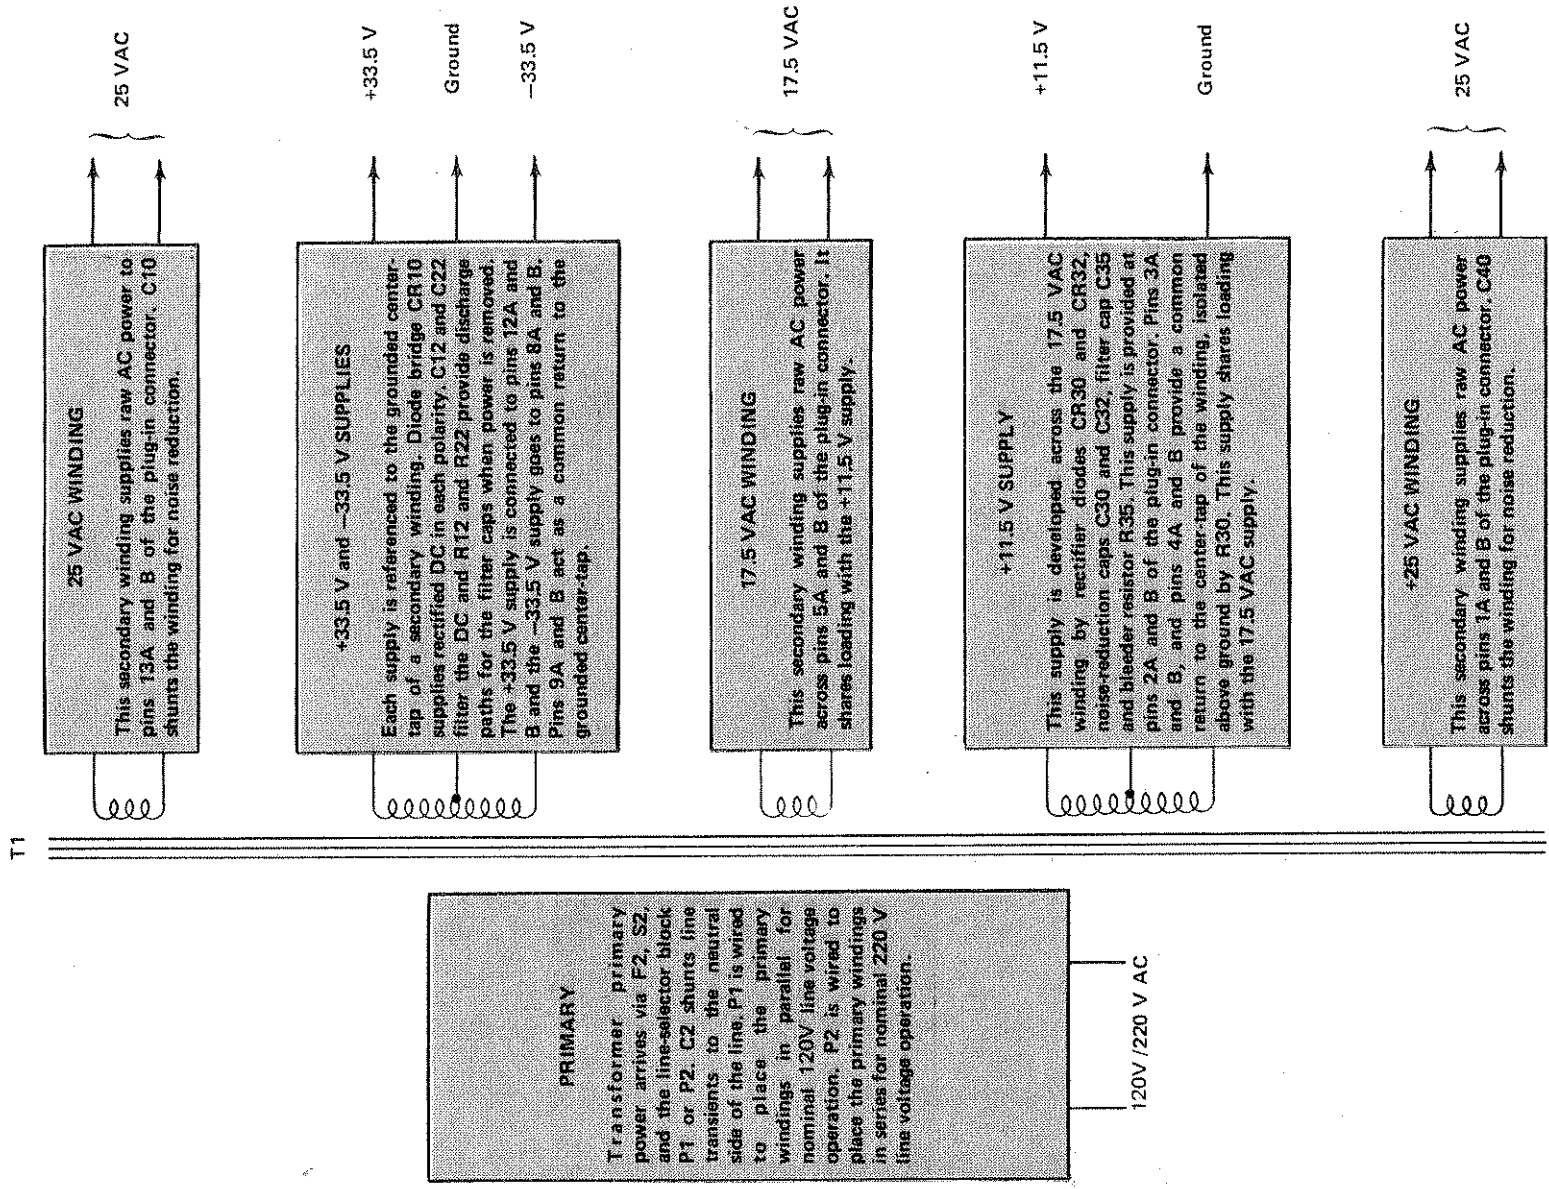 T1
PRIMARY
Transformer primary
power arrives via F2, S2,
and the line-selector block
P1 or P2. C2 shunts line
transients to the neutral
side of the line. P1 is wired
to place the primary
windings in parallel for
nominal 120V line voltage
operation. P2 is wired to
place the primary windings
in series for nominal 220 V
line voltage operation.
120V/220 V AC
25 VAC WINDING
This secondary winding supplies raw AC power to
pins 13A and B of the plug-in connector. C10
shunts the winding for noise reduction.
25 VAC
+33.5 V and −33.5 V SUPPLIES
Each supply is referenced to the grounded center-
tap of a secondary winding. Diode bridge CR10
supplies rectified DC in each polarity. C12 and C22
filter the DC and R12 and R22 provide discharge
paths for the filter caps when power is removed.
The +33.5 V supply is connected to pins 12A and
B and the −33.5 V supply goes to pins 8A and B.
Pins 9A and B act as a common return to the
grounded center-tap.
+33.5 V
Ground
−33.5 V
17.5 VAC WINDING
This secondary winding supplies raw AC power
across pins 5A and B of the plug-in connector. It
shares loading with the +11.5 V supply.
17.5 VAC
+11.5 V SUPPLY
This supply is developed across the 17.5 VAC
winding by rectifier diodes CR30 and CR32,
noise-reduction caps C30 and C32, filter cap C35
and bleeder resistor R35. This supply is provided at
pins 2A and B of the plug-in connector. Pins 3A
and B, and pins 4A and B provide a common
return to the center-tap of the winding, isolated
above ground by R30. This supply shares loading
with the 17.5 VAC supply.
+11.5 V
Ground
+25 VAC WINDING
This secondary winding supplies raw AC power
across pins 1A and B of the plug-in connector. C40
shunts the winding for noise reduction.
25 VAC